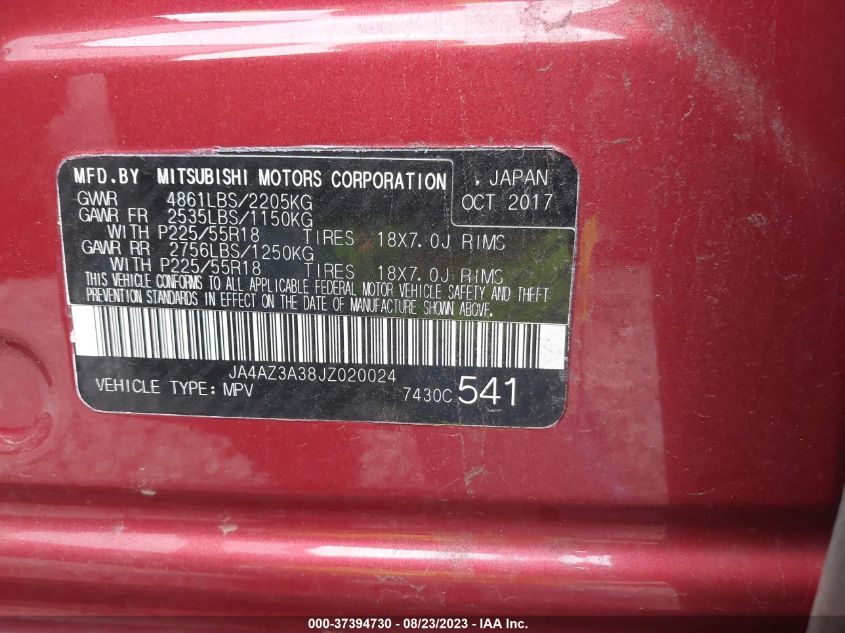 MFD.BY MITSUBISHI MOTORS CORPORATION , JAPAN
GWWR 4861LBS/2205KG OCT 2017
GAWR FR 2535LBS/1150KG
WITH P225/55R18 TIRES 18X7.0J RIMS
GAWR RR 2756LBS/1250KG
WITH P225/55R18 TIRES 18X7.0J RIMS
THIS VEHICLE CONFORMS TO ALL APPLICABLE FEDERAL MOTOR VEHICLE SAFETY AND THEFT
PREVENTION STANDARDS IN EFFECT ON THE DATE OF MANUFACTURE SHOWN ABOVE.
JA4AZ3A38JZ020024
VEHICLE TYPE: MPV 7430C 541
000-37394730 - 08/23/2023 - IAA Inc.